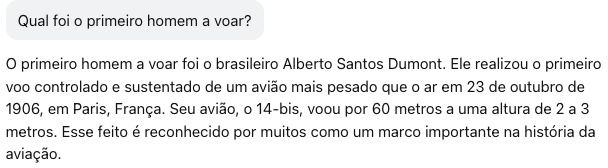 Qual foi o primeiro homem a voar?
O primeiro homem a voar foi o brasileiro Alberto Santos Dumont. Ele realizou o primeiro
voo controlado e sustentado de um avião mais pesado que o ar em 23 de outubro de
1906, em Paris, França. Seu avião, o 14-bis, voou por 60 metros a uma altura de 2 a 3
metros. Esse feito é reconhecido por muitos como um marco importante na história da
aviação.